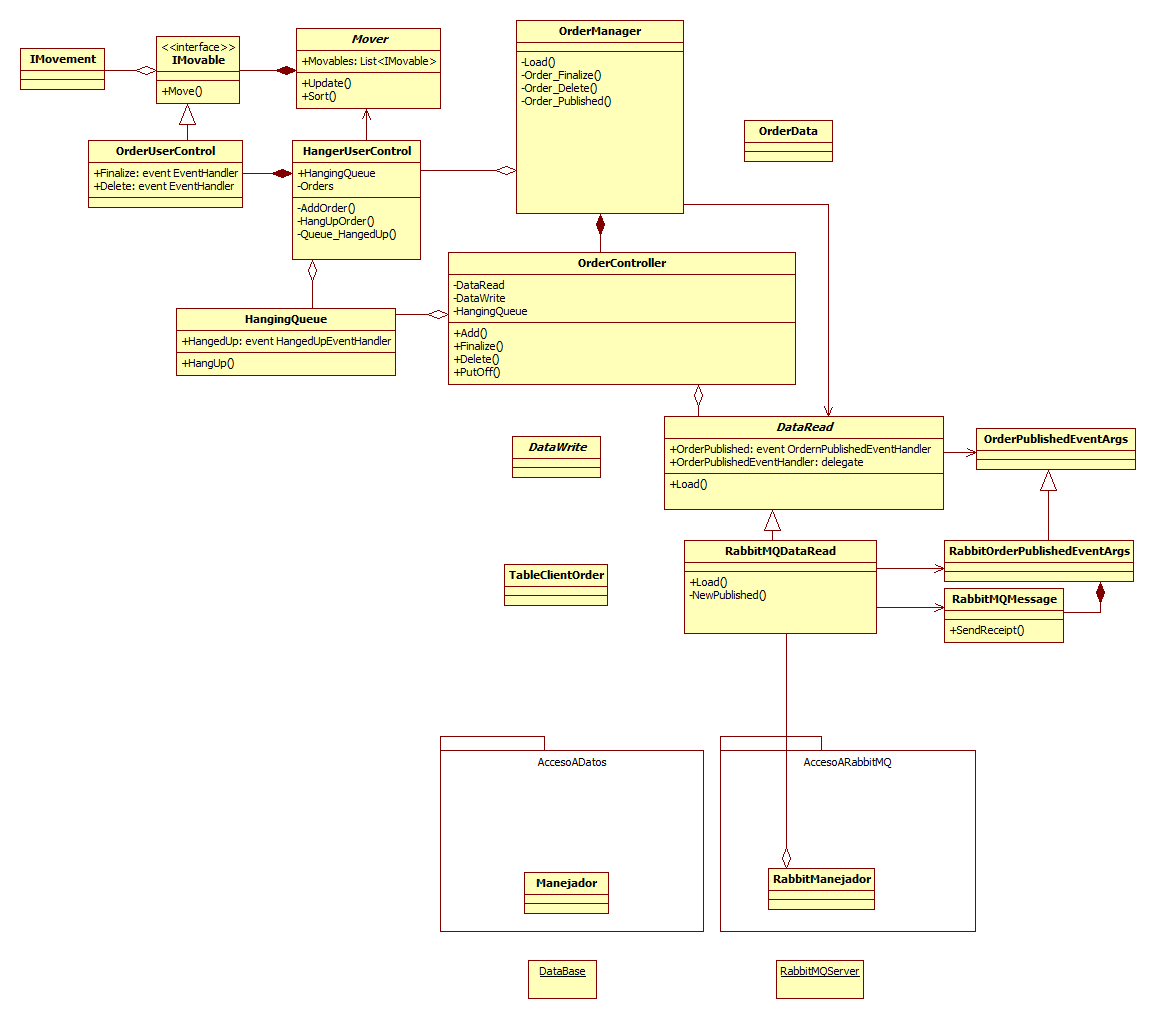 IMovement
<<interface>>
IMovable
+Move()
Mover
+Movables: List<IMovable>
+Update()
+Sort()
OrderManager
-Load()
-Order_Finalize()
-Order_Delete()
-Order_Published()
OrderData
OrderUserControl
+Finalize: event EventHandler
+Delete: event EventHandler
HangerUserControl
+HangingQueue
-Orders
-AddOrder()
-HangUpOrder()
-Queue_HangedUp()
OrderController
-DataRead
-DataWrite
-HangingQueue
+Add()
+Finalize()
+Delete()
+PutOff()
HangingQueue
+HangedUp: event HangedUpEventHandler
+HangUp()
DataWrite
DataRead
+OrderPublished: event OrdernPublishedEventHandler
+OrderPublishedEventHandler: delegate
+Load()
OrderPublishedEventArgs
TableClientOrder
RabbitMQDataRead
+Load()
-NewPublished()
RabbitOrderPublishedEventArgs
RabbitMQMessage
+SendReceipt()
AccesoADatos
Manejador
AccesoARabbitMQ
RabbitManejador
DataBase
RabbitMQServer